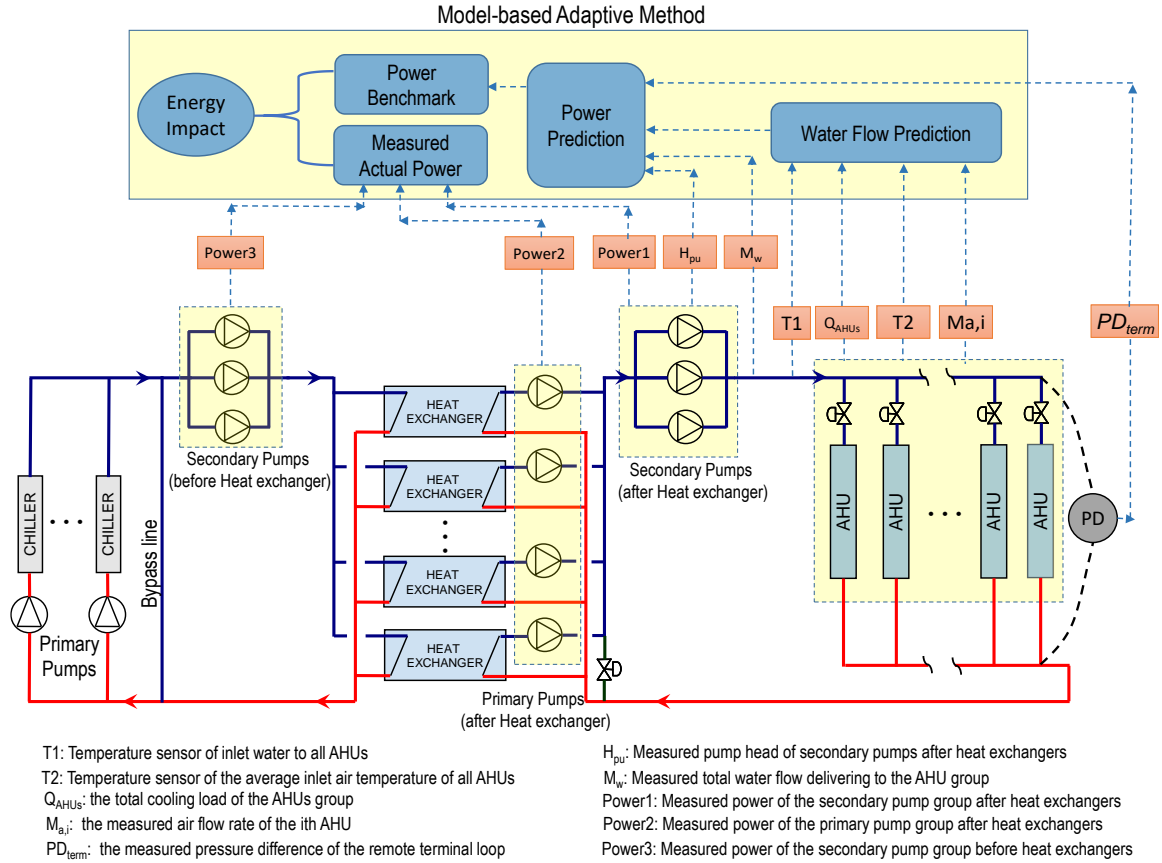 Model-based Adaptive Method
Energy
Impact
Power
Benchmark
Measured
Actual Power
Power
Prediction
Water Flow Prediction
Power3
Power2
Power1
Hpu
Mw
T1
QAHUs
T2
Ma,i
PDterm
Secondary Pumps
(before Heat exchanger)
HEAT
EXCHANGER
HEAT
EXCHANGER
HEAT
EXCHANGER
HEAT
EXCHANGER
Secondary Pumps
(after Heat exchanger)
CHILLER
CHILLER
Bypass line
Primary
Pumps
Primary Pumps
(after Heat exchanger)
AHU
AHU
AHU
AHU
PD
T1: Temperature sensor of inlet water to all AHUs
T2: Temperature sensor of the average inlet air temperature of all AHUs
QAHUs: the total cooling load of the AHUs group
Ma,i: the measured air flow rate of the ith AHU
PDterm: the measured pressure difference of the remote terminal loop
Hpu: Measured pump head of secondary pumps after heat exchangers
Mw: Measured total water flow delivering to the AHU group
Power1: Measured power of the secondary pump group after heat exchangers
Power2: Measured power of the primary pump group after heat exchangers
Power3: Measured power of the secondary pump group before heat exchangers